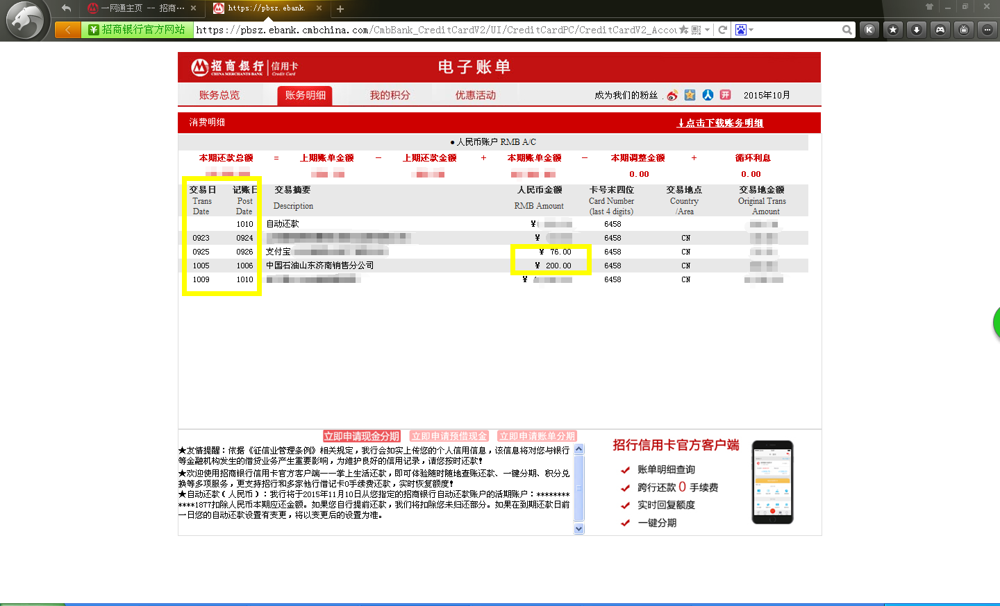 一网通主页 -- 招商…
https://pbsz.ebank.
招商银行官方网站
https://pbsz.ebank.cmbchina.com/CmbBank_CreditCardV2/UI/CreditCardPC/CreditCardV2_Accou
招商银行 信用卡
CHINA MERCHANTS BANK Credit Card
电子账单
账务总览 账务明细 我的积分 优惠活动 成为我们的粉丝 2015年10月
消费明细 ↓点击下载账务明细
● 人民币账户 RMB A/C
本期还款总额 = 上期账单金额 − 上期还款金额 + 本期账单金额 − 本期调整金额 + 循环利息
0.00 0.00
交易日 记账日 交易摘要 人民币金额 卡号末四位 交易地点 交易地金额
Trans Post Description RMB Amount Card Number Country Original Trans
Date Date (last 4 digits) /Area Amount
1010 自动还款 ¥ 6458
0923 0924 ¥ 6458 CN
0925 0926 支付宝 ¥ 76.00 6458 CN
1005 1006 中国石油山东济南销售分公司 ¥ 200.00 6458 CN
1009 1010 ¥ 6458 CN
立即申请现金分期 立即申请预借现金 立即申请账单分期
★友情提醒：依据《征信业管理条例》相关规定，我行会如实上传您的个人信用信息，该信息将对您与银行
等金融机构发生的借贷业务产生重要影响，为维护良好的信用记录，请您按时还款！
★欢迎使用招商银行信用卡官方客户端一一掌上生活还款，即可体验随时随地查账还款、一键分期、积分兑
换等多项服务，更支持招行和多家他行借记卡0手续费还款，实时恢复额度！
★自动还款（人民币）：我行将于2015年11月10日从您指定的招商银行自动还款账户的活期账户：********
****1877扣除人民币本期应还金额。如果您自行提前还款，我们将扣除您未归还部分。如果在到期还款日前
一日您的自动还款设置有变更，将以变更后的设置为准。
招行信用卡官方客户端
账单明细查询
跨行还款 0 手续费
实时回复额度
一键分期